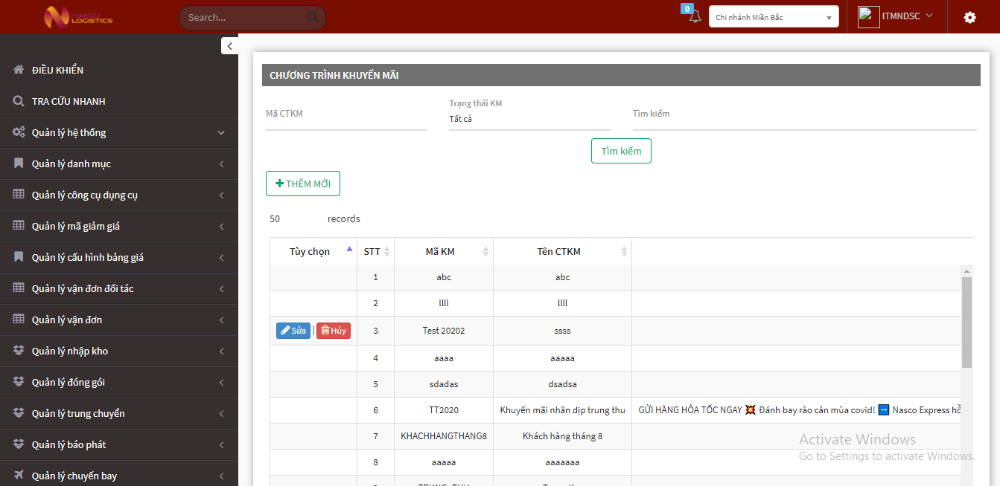 MANGO
LOGISTICS
Search...
0
Chi nhánh Miền Bắc
ITMNDSC
ĐIỀU KHIỂN
TRA CỨU NHANH
Quản lý hệ thống
Quản lý danh mục
Quản lý công cụ dụng cụ
Quản lý mã giảm giá
Quản lý cấu hình bảng giá
Quản lý vận đơn đối tác
Quản lý vận đơn
Quản lý nhập kho
Quản lý đóng gói
Quản lý trung chuyển
Quản lý báo phát
Quản lý chuyến bay
CHƯƠNG TRÌNH KHUYẾN MÃI
Mã CTKM
Trạng thái KM
Tất cả
Tìm kiếm
Tìm kiếm
THÊM MỚI
50 records
Tùy chọn STT Mã KM Tên CTKM
1 abc abc
2 llll llll
Sửa | Hủy 3 Test 20202 ssss
4 aaaa aaaaa
5 sdadas dsadsa
6 TT2020 Khuyến mãi nhân dịp trung thu GỬI HÀNG HỎA TỐC NGAY 💥 Đánh bay rào cản mùa covid! ➡️ Nasco Express hỗ
7 KHACHHANGTHANG8 Khách hàng tháng 8
8 aaaaa aaaaaaa
Activate Windows
Go to Settings to activate Windows.